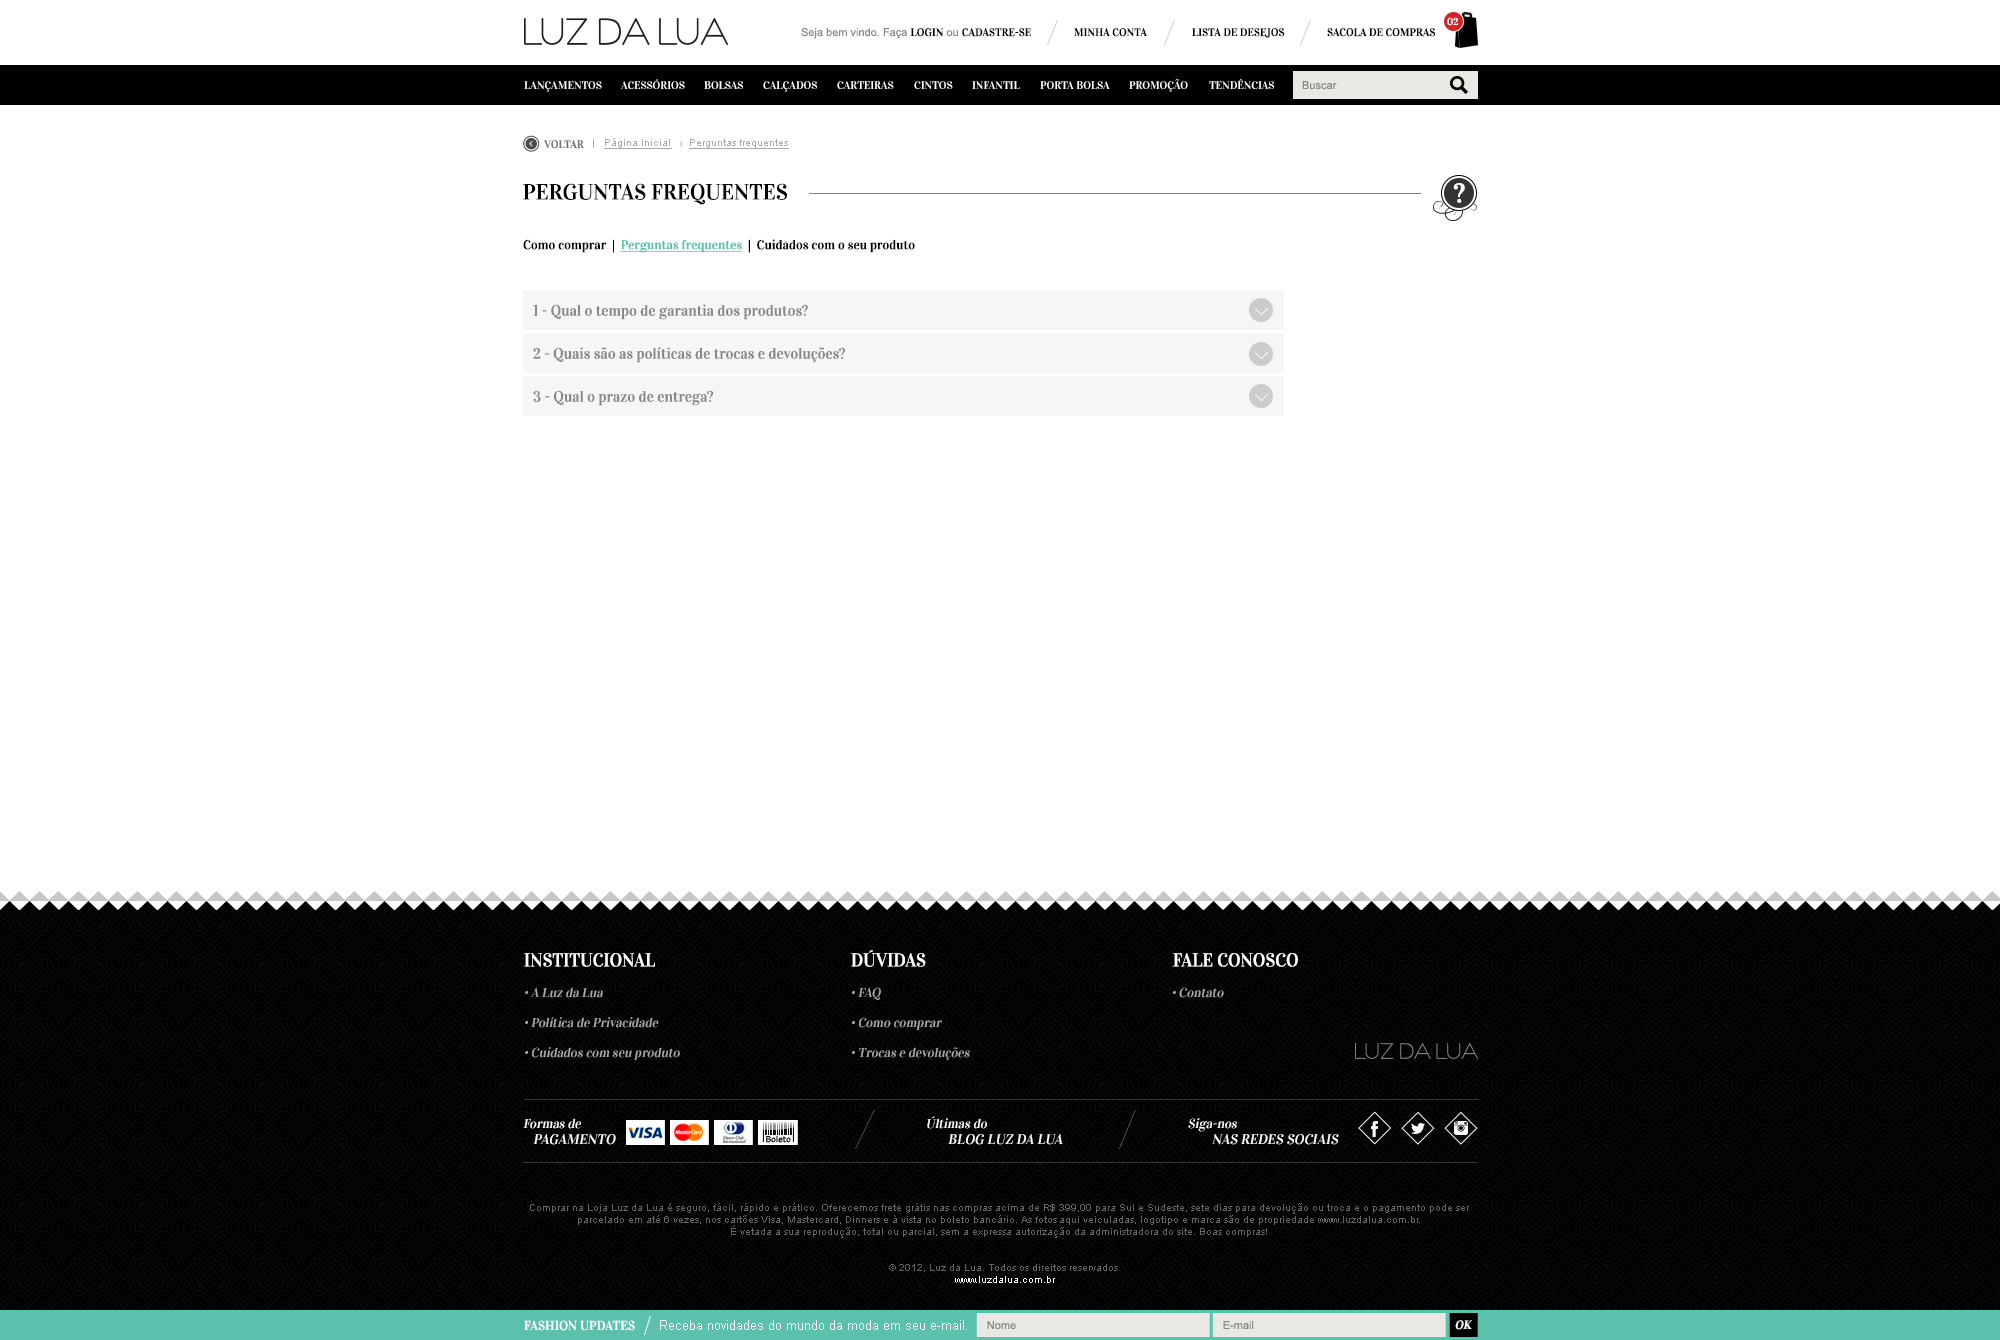 LUZ DA LUA
Seja bem vindo. Faça LOGIN ou CADASTRE-SE
MINHA CONTA
LISTA DE DESEJOS
SACOLA DE COMPRAS
02
LANÇAMENTOS ACESSÓRIOS BOLSAS CALÇADOS CARTEIRAS CINTOS INFANTIL PORTA BOLSA PROMOÇÃO TENDÊNCIAS
Buscar
VOLTAR | Página inicial › Perguntas frequentes
PERGUNTAS FREQUENTES
?
Como comprar | Perguntas frequentes | Cuidados com o seu produto
1 - Qual o tempo de garantia dos produtos?
2 - Quais são as políticas de trocas e devoluções?
3 - Qual o prazo de entrega?
INSTITUCIONAL
• A Luz da Lua
• Política de Privacidade
• Cuidados com seu produto
DÚVIDAS
• FAQ
• Como comprar
• Trocas e devoluções
FALE CONOSCO
• Contato
LUZ DA LUA
Formas de
PAGAMENTO
VISA
MasterCard
Diners Club
International
Boleto
Últimas do
BLOG LUZ DA LUA
Siga-nos
NAS REDES SOCIAIS
Comprar na Loja Luz da Lua é seguro, fácil, rápido e prático. Oferecemos frete grátis nas compras acima de R$ 399,00 para Sul e Sudeste, sete dias para devolução ou troca e o pagamento pode ser
parcelado em até 6 vezes, nos cartões Visa, Mastercard, Dinners e à vista no boleto bancário. As fotos aqui veiculadas, logotipo e marca são de propriedade www.luzdalua.com.br.
É vetada a sua reprodução, total ou parcial, sem a expressa autorização da administradora do site. Boas compras!
© 2012, Luz da Lua. Todos os direitos reservados
www.luzdalua.com.br
FASHION UPDATES / Receba novidades do mundo da moda em seu e-mail.
Nome
E-mail
OK